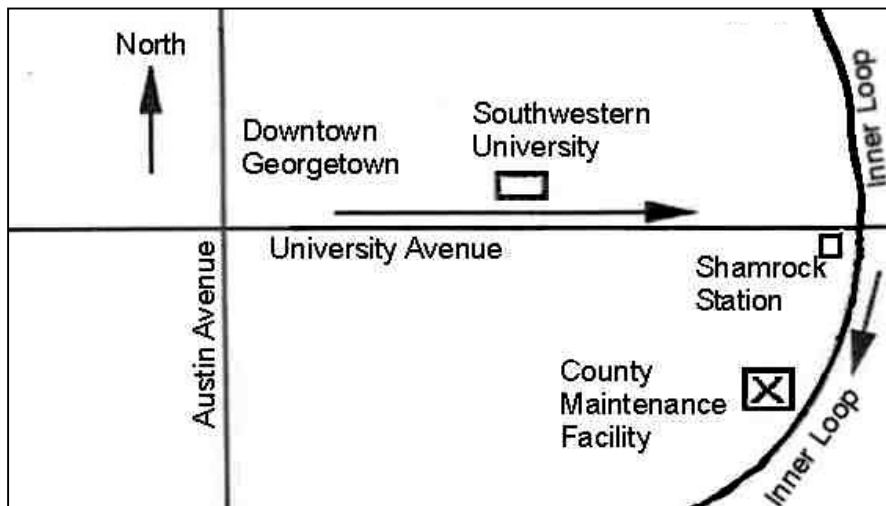 North
Downtown
Georgetown
Southwestern
University
Inner Loop
University Avenue
Shamrock
Station
Austin Avenue
County
Maintenance
Facility
Inner Loop